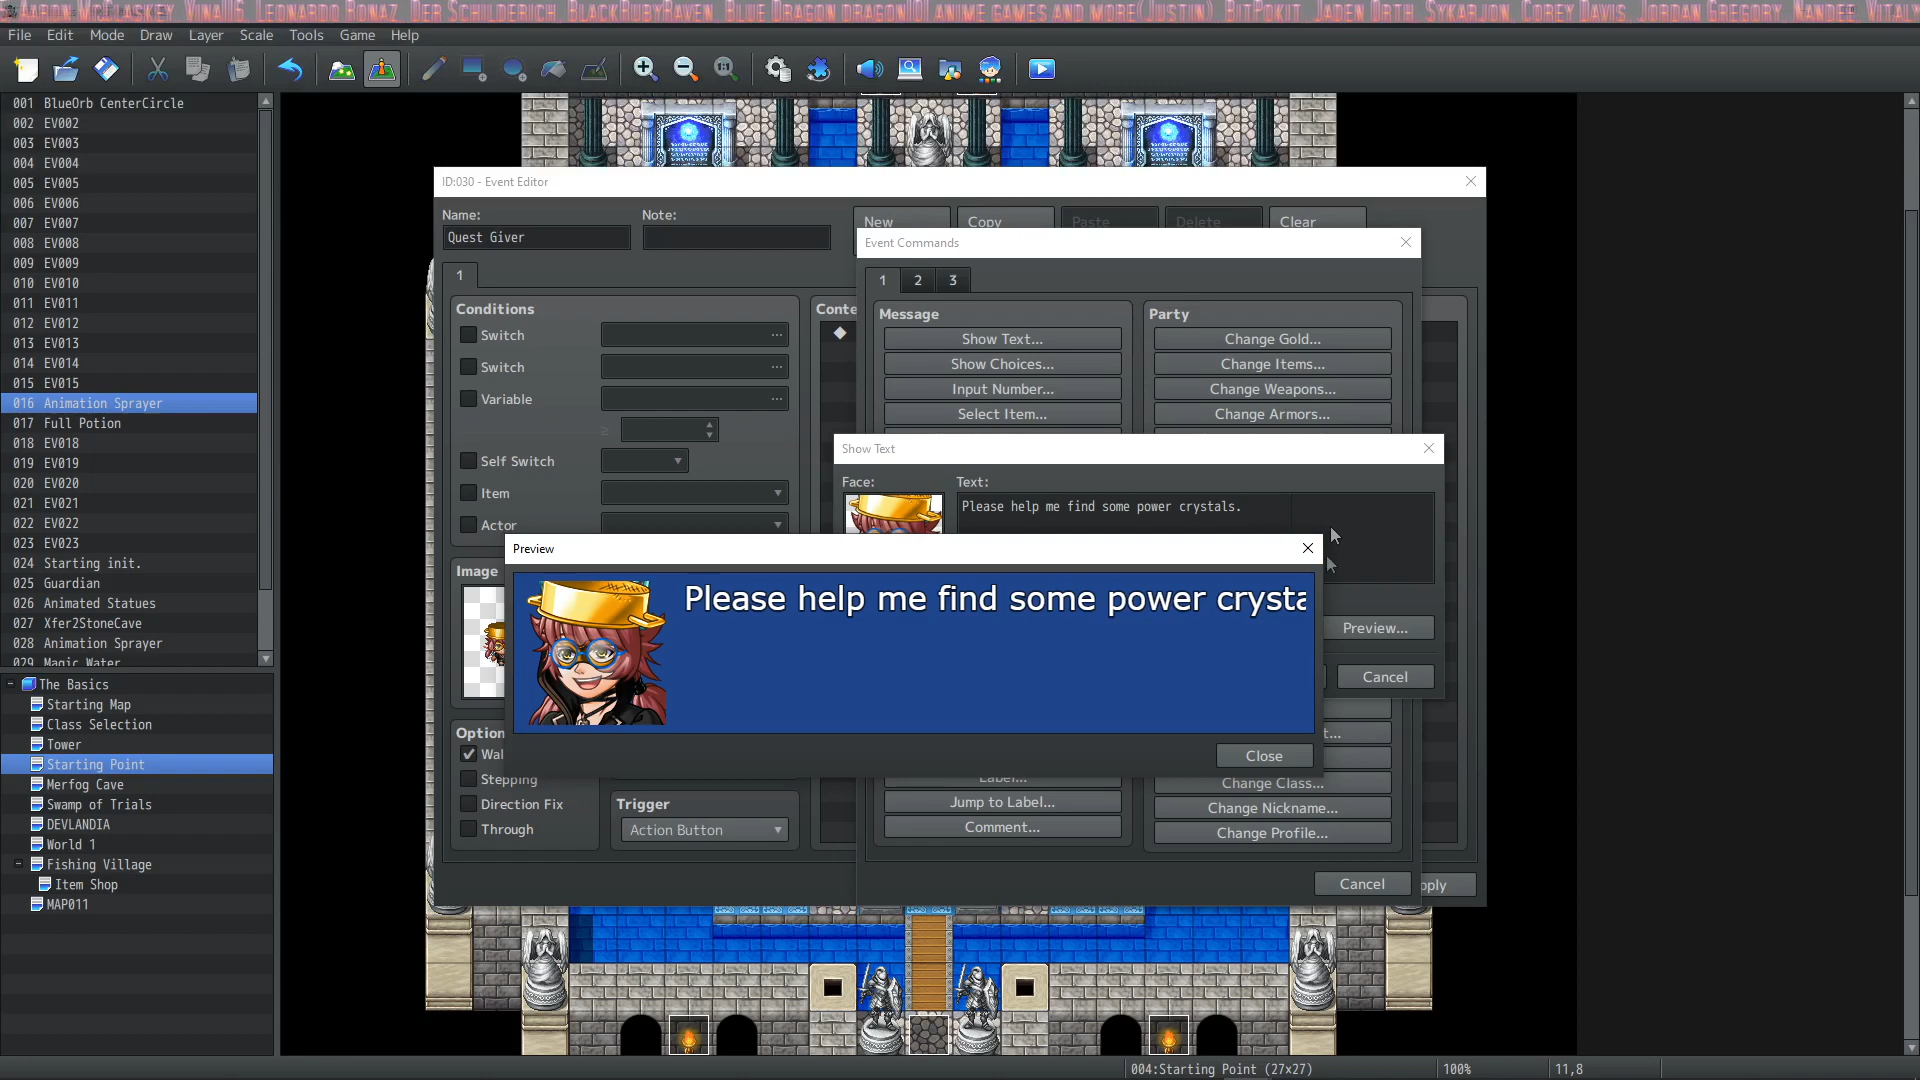 File Edit Mode Draw Layer Scale Tools Game Help
001 BlueOrb CenterCircle
002 EV002
003 EV003
004 EV004
005 EV005
006 EV006
007 EV007
008 EV008
009 EV009
010 EV010
011 EV011
012 EV012
013 EV013
014 EV014
015 EV015
016 Animation Sprayer
017 Full Potion
018 EV018
019 EV019
020 EV020
021 EV021
022 EV022
023 EV023
024 Starting init.
025 Guardian
026 Animated Statues
027 Xfer2StoneCave
028 Animation Sprayer
029 Magic Water
The Basics
Starting Map
Class Selection
Tower
Starting Point
Merfog Cave
Swamp of Trials
DEVLANDIA
World 1
Fishing Village
Item Shop
MAP011
ID:030 - Event Editor
Name:
Quest Giver
Note:
New Copy Paste Delete Clear
1
Conditions
Switch
Switch
Variable
≥
Self Switch
Item
Actor
Image
Option
Wal
Stepping
Direction Fix
Through
Trigger
Action Button
Conte
pply
Event Commands
1 2 3
Message
Show Text...
Show Choices...
Input Number...
Select Item...
Label...
Jump to Label...
Comment...
Party
Change Gold...
Change Items...
Change Weapons...
Change Armors...
t...
Change Class...
Change Nickname...
Change Profile...
Cancel
Show Text
Face:
Text:
Please help me find some power crystals.
Preview...
Cancel
Preview
Please help me find some power crysta
Close
004:Starting Point (27x27) 100% 11,8